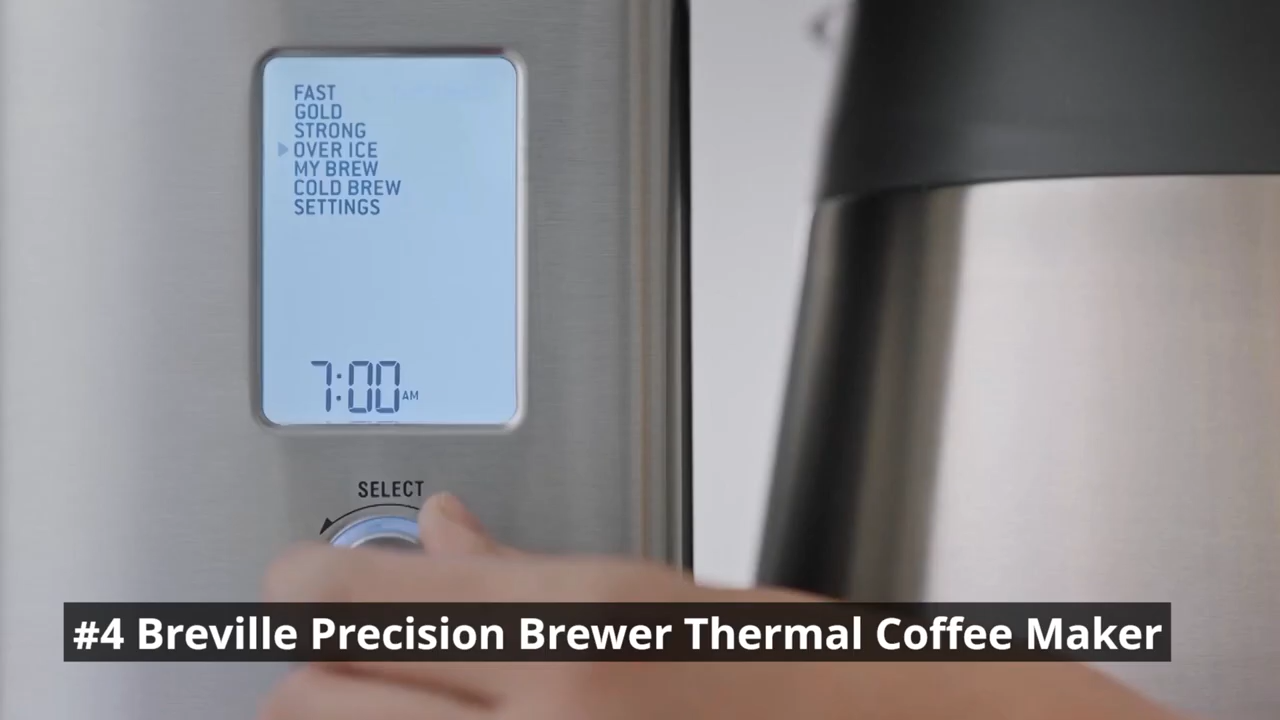 FAST
GOLD
STRONG
OVER ICE
MY BREW
COLD BREW
SETTINGS
7:00 AM
SELECT
#4 Breville Precision Brewer Thermal Coffee Maker